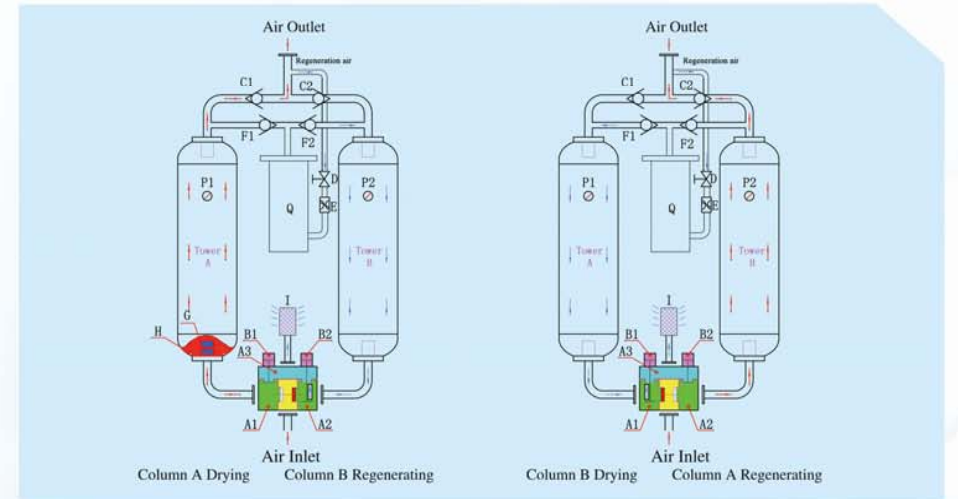 Air Outlet
Regeneration air
C1
C2
F1
F2
P1
D
P2
Q
E
Tower
A
Tower
B
I
G
H
B1
B2
A3
A1
A2
Air Inlet
Column A Drying
Column B Regenerating
Air Outlet
Regeneration air
C1
C2
F1
F2
P1
D
P2
Q
E
Tower
A
Tower
B
I
B1
B2
A3
A1
A2
Air Inlet
Column B Drying
Column A Regenerating